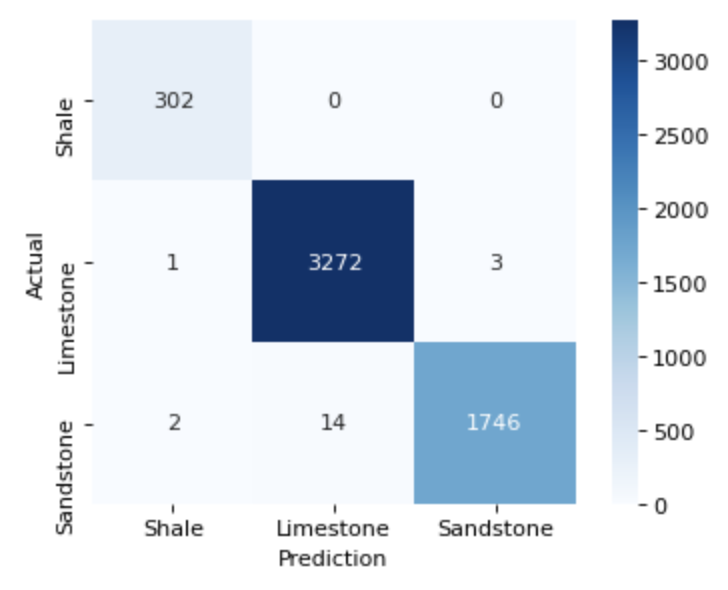 Actual
Shale
302 0 0
Limestone
1 3272 3
Sandstone
2 14 1746
Shale Limestone Sandstone
Prediction
3000
2500
2000
1500
1000
500
0